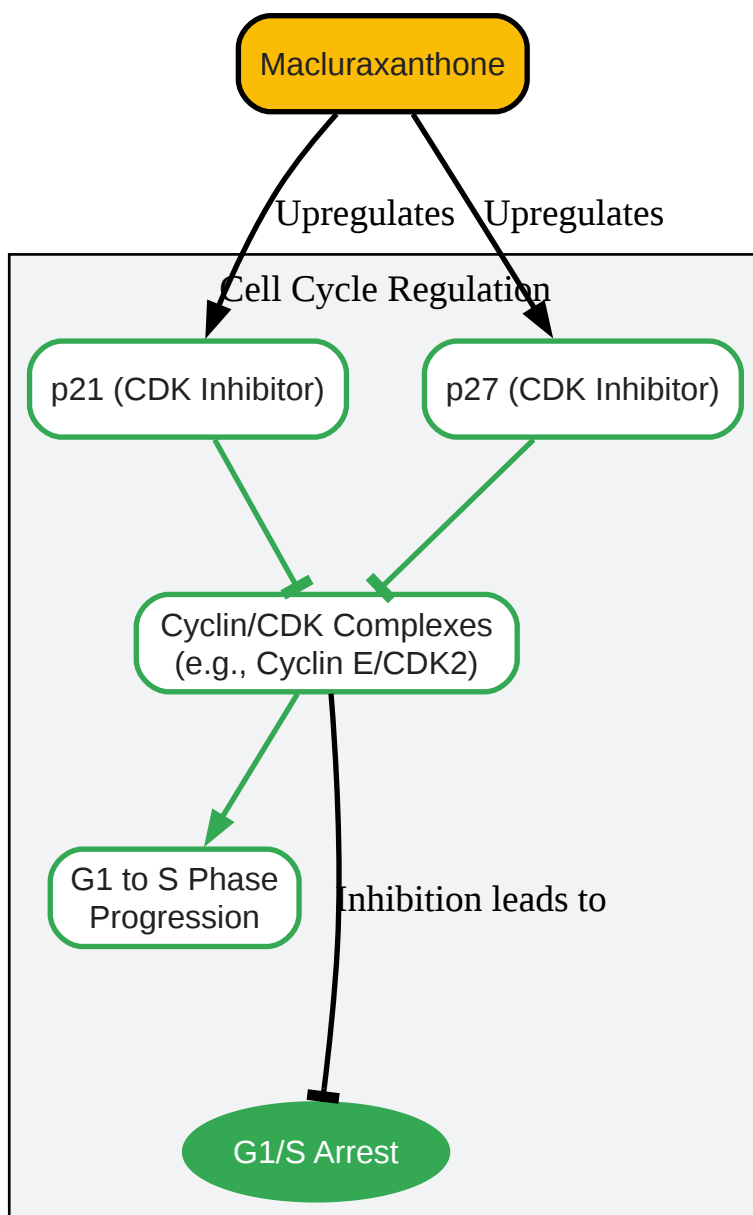 Macluraxanthone
Upregulates
Upregulates
Cell Cycle Regulation
p21 (CDK Inhibitor)
p27 (CDK Inhibitor)
Cyclin/CDK Complexes
(e.g., Cyclin E/CDK2)
G1 to S Phase
Progression
Inhibition leads to
G1/S Arrest